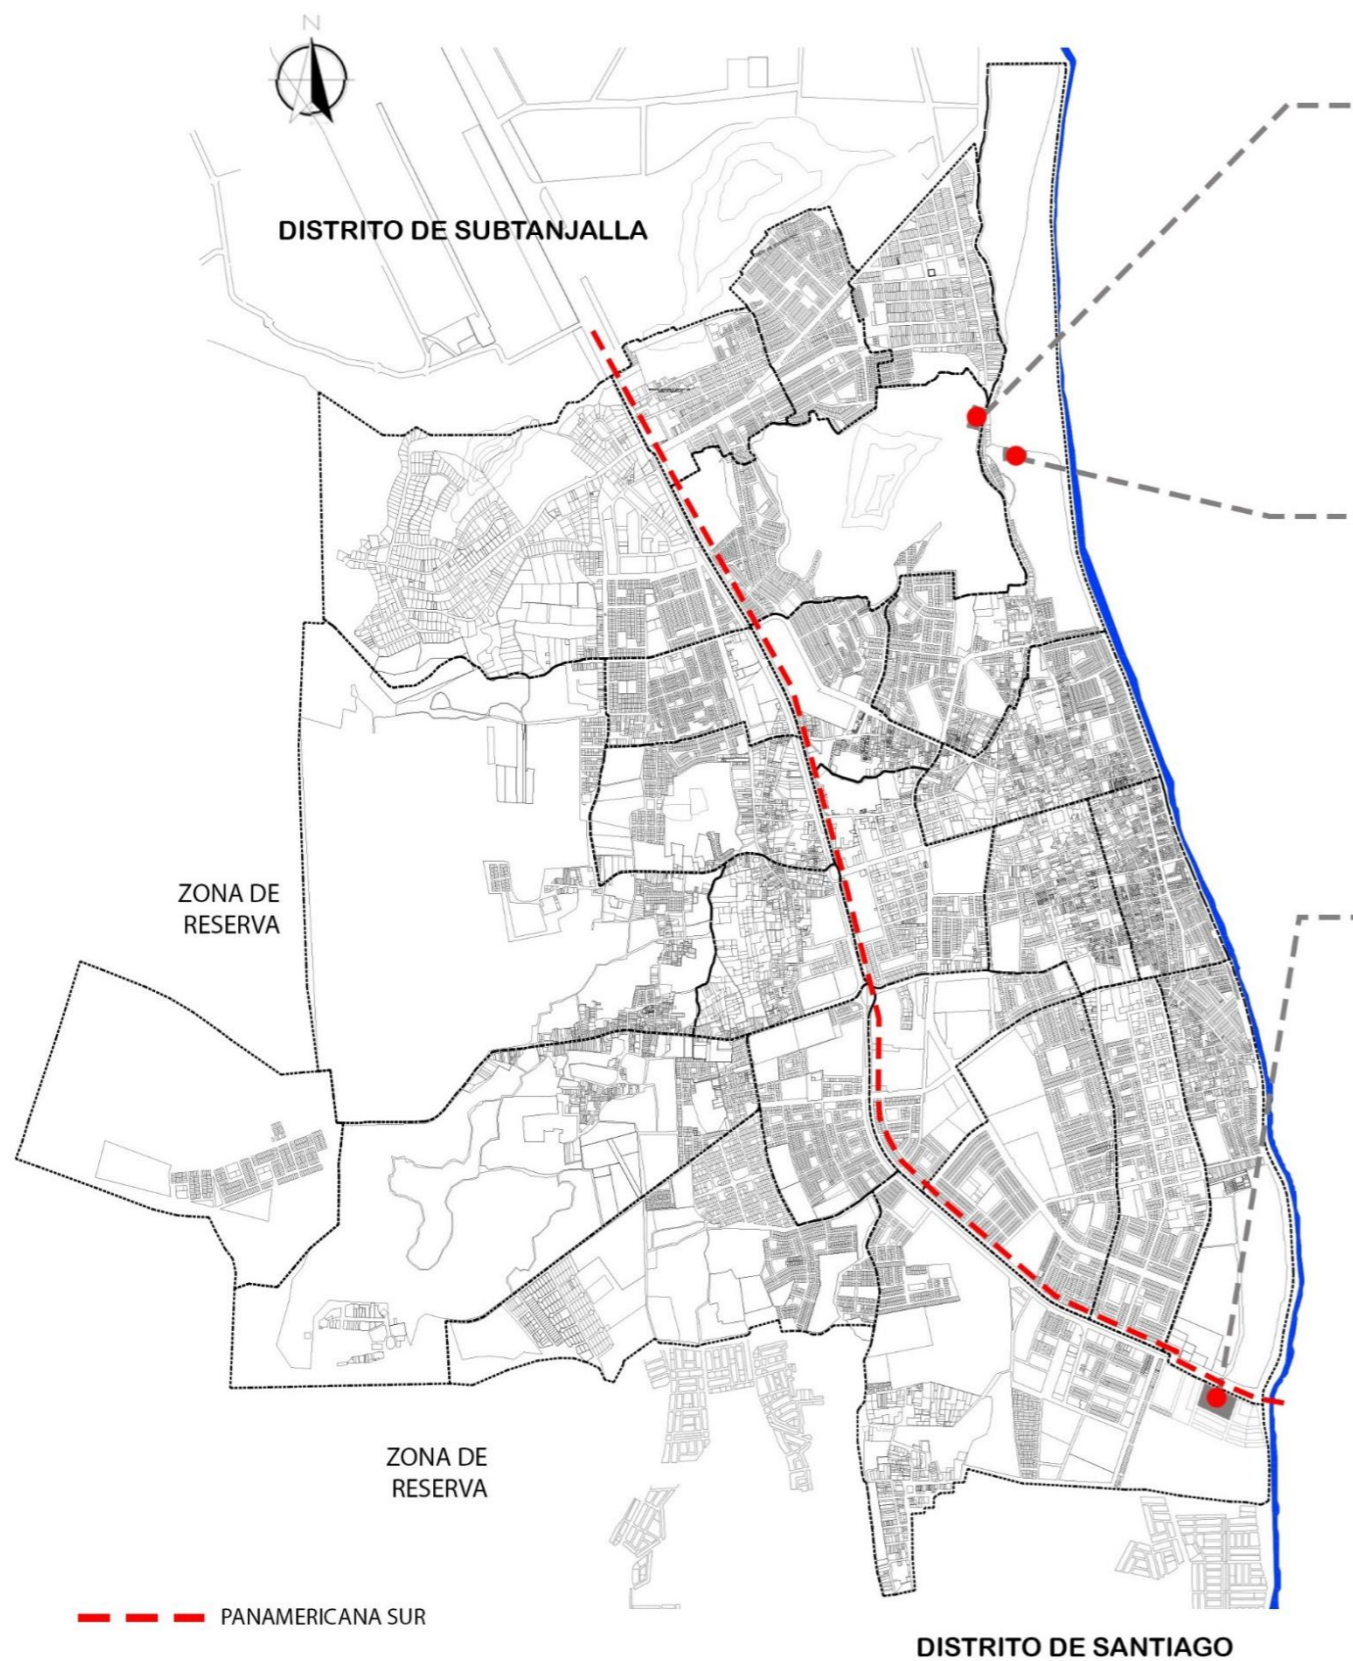 N
DISTRITO DE SUBTANJALLA
ZONA DE
RESERVA
ZONA DE
RESERVA
PANAMERICANA SUR
DISTRITO DE SANTIAGO